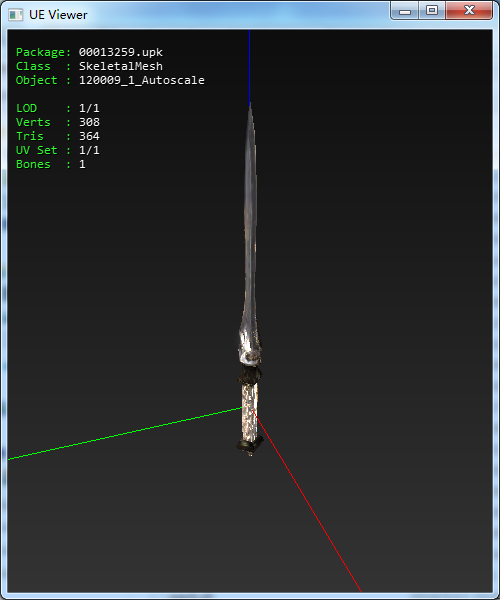 UE Viewer
Package: 00013259.upk
Class : SkeletalMesh
Object : 120009_1_Autoscale
LOD : 1/1
Verts : 308
Tris : 364
UV Set : 1/1
Bones : 1